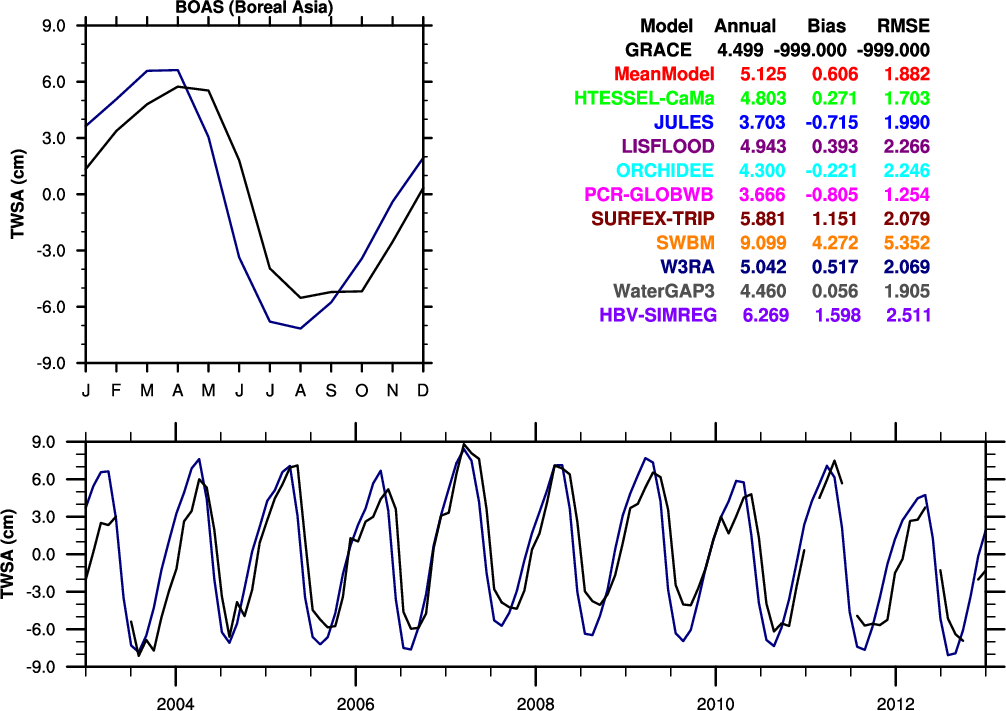 BOAS (Boreal Asia)
Model Annual Bias RMSE
GRACE 4.499 -999.000 -999.000
MeanModel 5.125 0.606 1.882
HTESSEL-CaMa 4.803 0.271 1.703
JULES 3.703 -0.715 1.990
LISFLOOD 4.943 0.393 2.266
ORCHIDEE 4.300 -0.221 2.246
PCR-GLOBWB 3.666 -0.805 1.254
SURFEX-TRIP 5.881 1.151 2.079
SWBM 9.099 4.272 5.352
W3RA 5.042 0.517 2.069
WaterGAP3 4.460 0.056 1.905
HBV-SIMREG 6.269 1.598 2.511
TWSA (cm)
9.0
6.0
3.0
0.0
-3.0
-6.0
-9.0
J F M A M J J A S O N D
TWSA (cm)
9.0
6.0
3.0
0.0
-3.0
-6.0
-9.0
2004 2006 2008 2010 2012